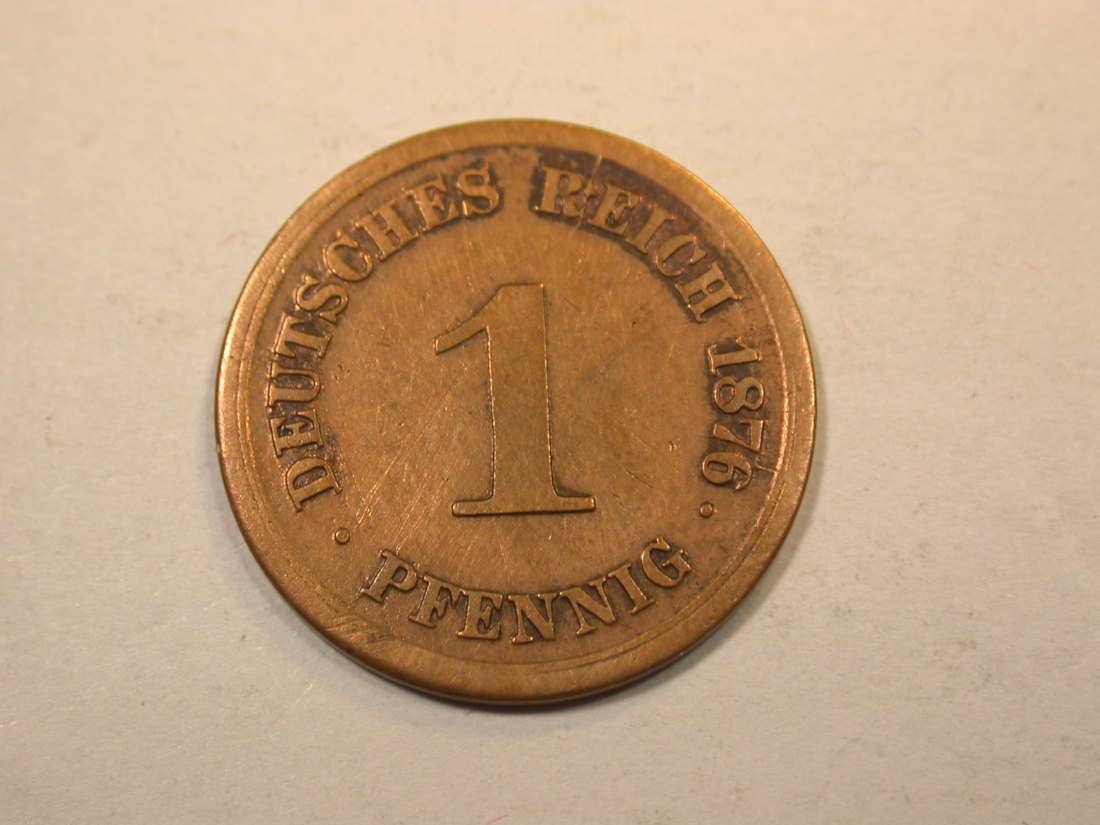 DEUTSCHES REICH 1876
1
· PFENNIG ·